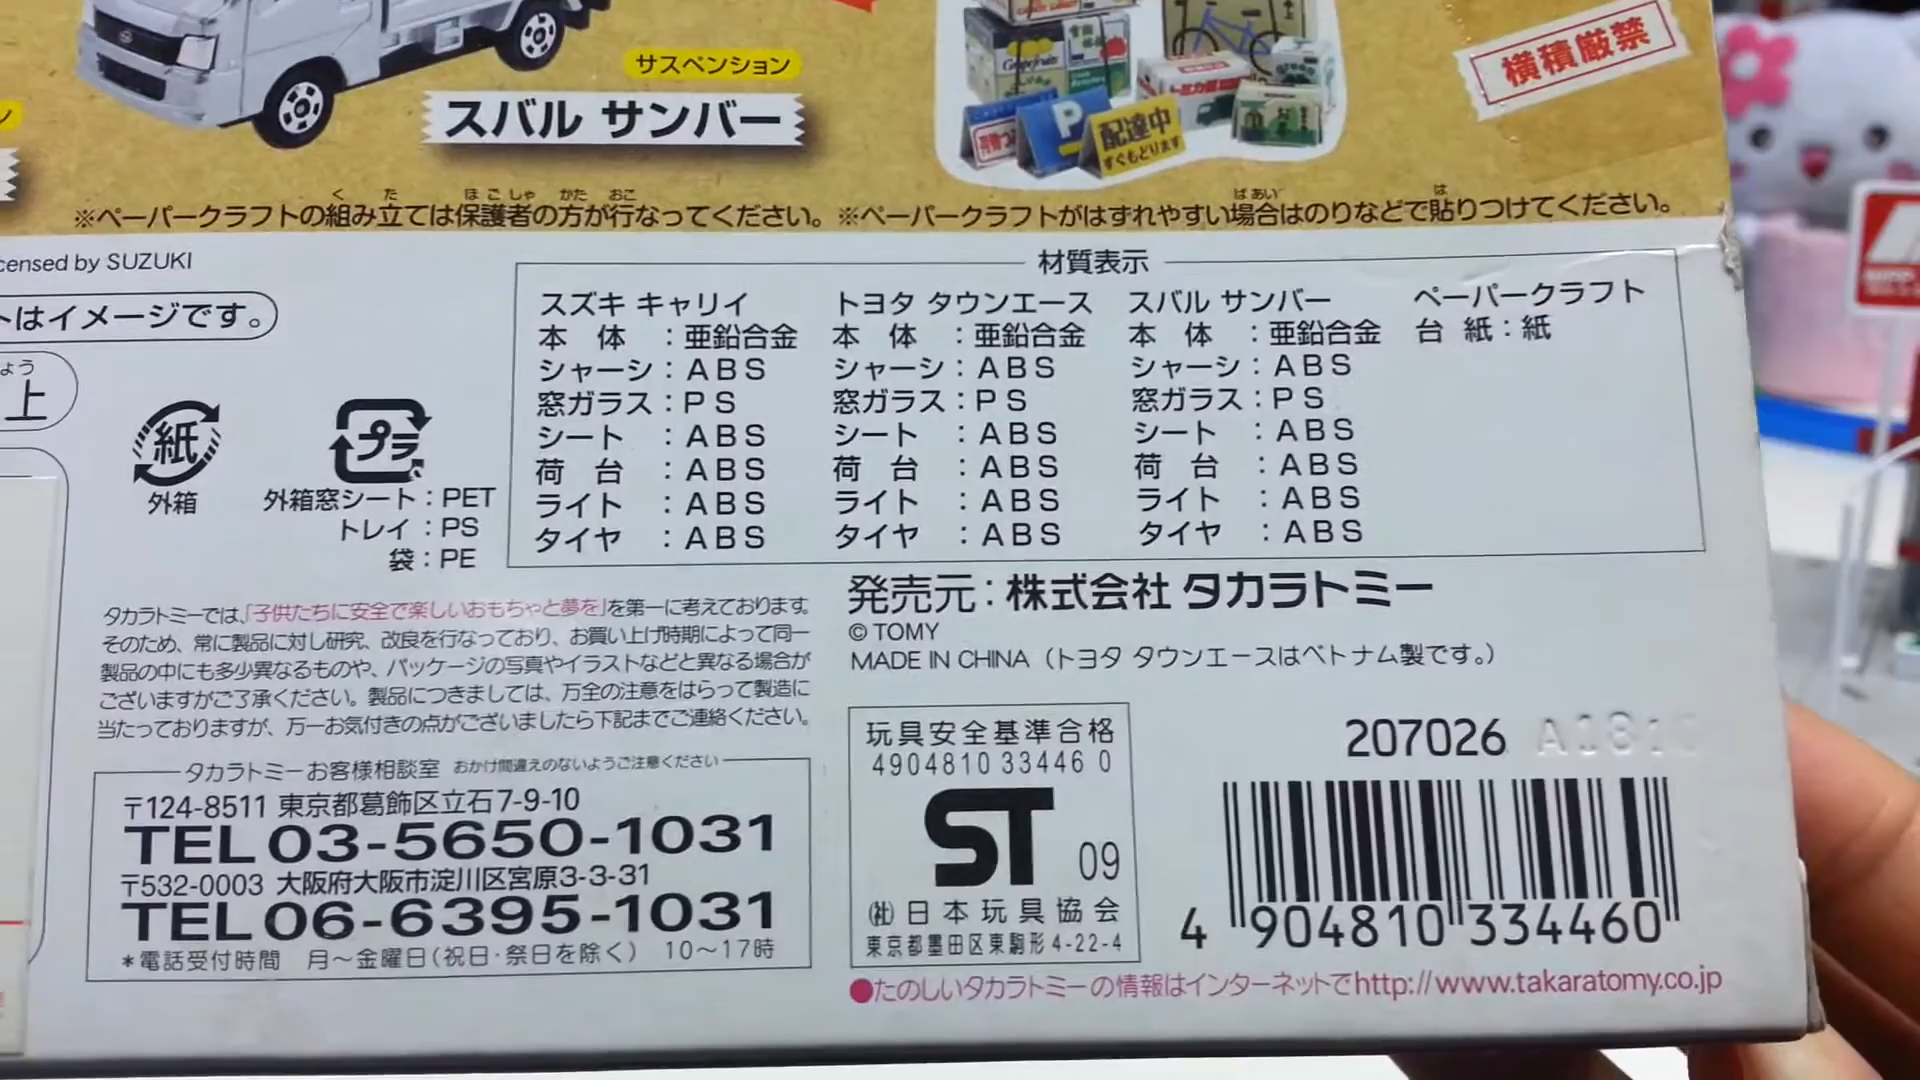 サスペンション
スバル サンバー
Grapefruits
P
配達中
すぐもどります
横積厳禁
※ペーパークラフトの組み立ては保護者の方が行なってください。 ※ペーパークラフトがはずれやすい場合はのりなどで貼りつけてください。
censed by SUZUKI
トはイメージです。
上
紙
外箱
プラ
外箱窓シート：PET
トレイ：PS
袋：PE
材質表示
スズキ キャリイ
本 体 ：亜鉛合金
シャーシ：ABS
窓ガラス：PS
シート ：ABS
荷 台 ：ABS
ライト ：ABS
タイヤ ：ABS
トヨタ タウンエース
本 体 ：亜鉛合金
シャーシ：ABS
窓ガラス：PS
シート ：ABS
荷 台 ：ABS
ライト ：ABS
タイヤ ：ABS
スバル サンバー
本 体 ：亜鉛合金
シャーシ：ABS
窓ガラス：PS
シート ：ABS
荷 台 ：ABS
ライト ：ABS
タイヤ ：ABS
ペーパークラフト
台 紙：紙
タカラトミーでは、「子供たちに安全で楽しいおもちゃと夢を」を第一に考えております。
そのため、常に製品に対し研究、改良を行なっており、お買い上げ時期によって同一
製品の中にも多少異なるものや、パッケージの写真やイラストなどと異なる場合が
ございますがご了承ください。製品につきましては、万全の注意をはらって製造に
当たっておりますが、万一お気付きの点がございましたら下記までご連絡ください。
タカラトミーお客様相談室 おかけ間違えのないようご注意ください
〒124-8511 東京都葛飾区立石7-9-10
TEL 03-5650-1031
〒532-0003 大阪府大阪市淀川区宮原3-3-31
TEL 06-6395-1031
＊電話受付時間 月～金曜日（祝日・祭日を除く） 10～17時
発売元：株式会社 タカラトミー
© TOMY
MADE IN CHINA（トヨタ タウンエースはベトナム製です。）
玩具安全基準合格
4904810 33446 0
ST 09
㈳日本玩具協会
東京都墨田区東駒形4-22-4
207026
A181
4 904810 334460
●たのしいタカラトミーの情報はインターネットでhttp://www.takaratomy.co.jp